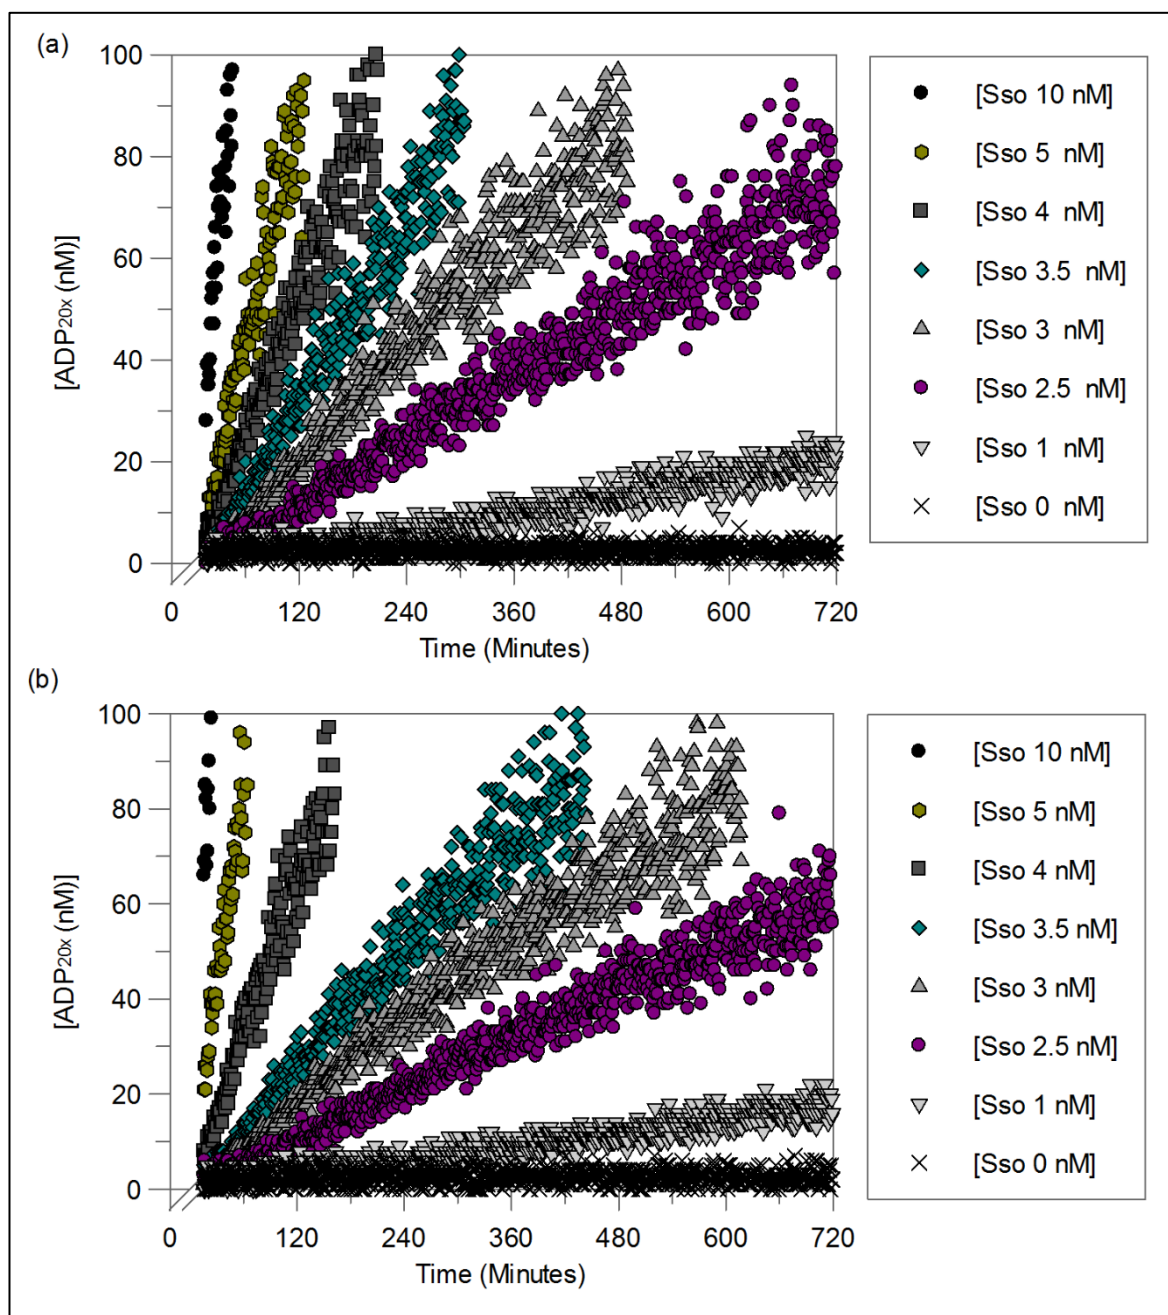 (a)
100
80
60
40
20
0
[ADP20x (nM)]
0 120 240 360 480 600 720
Time (Minutes)
[Sso 10 nM]
[Sso 5 nM]
[Sso 4 nM]
[Sso 3.5 nM]
[Sso 3 nM]
[Sso 2.5 nM]
[Sso 1 nM]
[Sso 0 nM]
(b)
100
80
60
40
20
0
[ADP20x (nM)]
0 120 240 360 480 600 720
Time (Minutes)
[Sso 10 nM]
[Sso 5 nM]
[Sso 4 nM]
[Sso 3.5 nM]
[Sso 3 nM]
[Sso 2.5 nM]
[Sso 1 nM]
[Sso 0 nM]